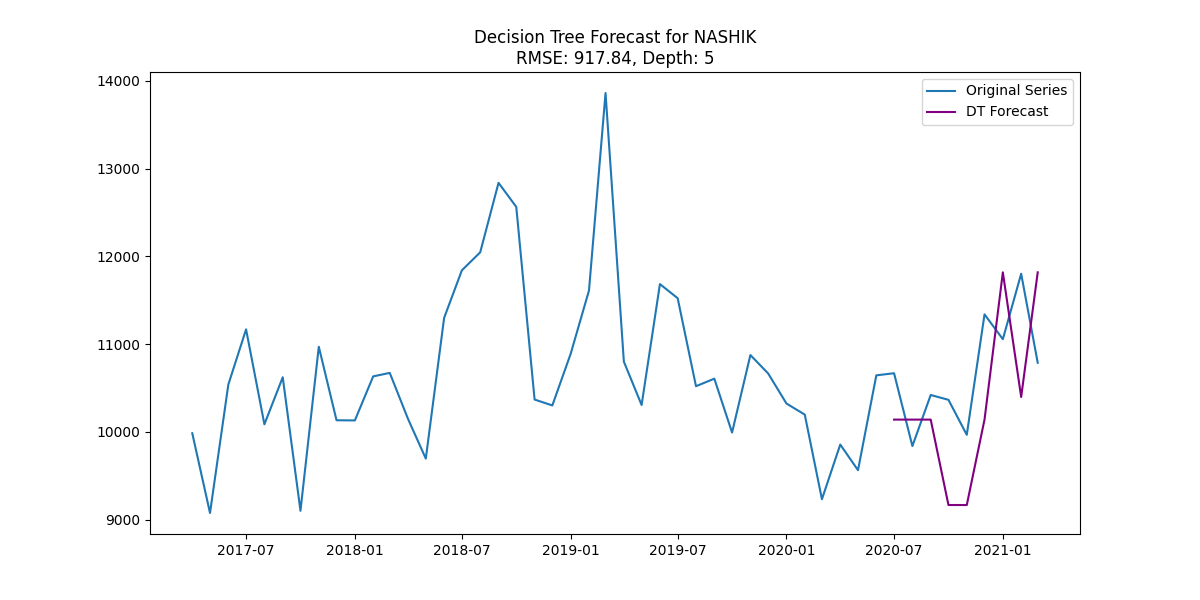 Decision Tree Forecast for NASHIK
RMSE: 917.84, Depth: 5
Original Series
DT Forecast
14000
13000
12000
11000
10000
9000
2017-07 2018-01 2018-07 2019-01 2019-07 2020-01 2020-07 2021-01